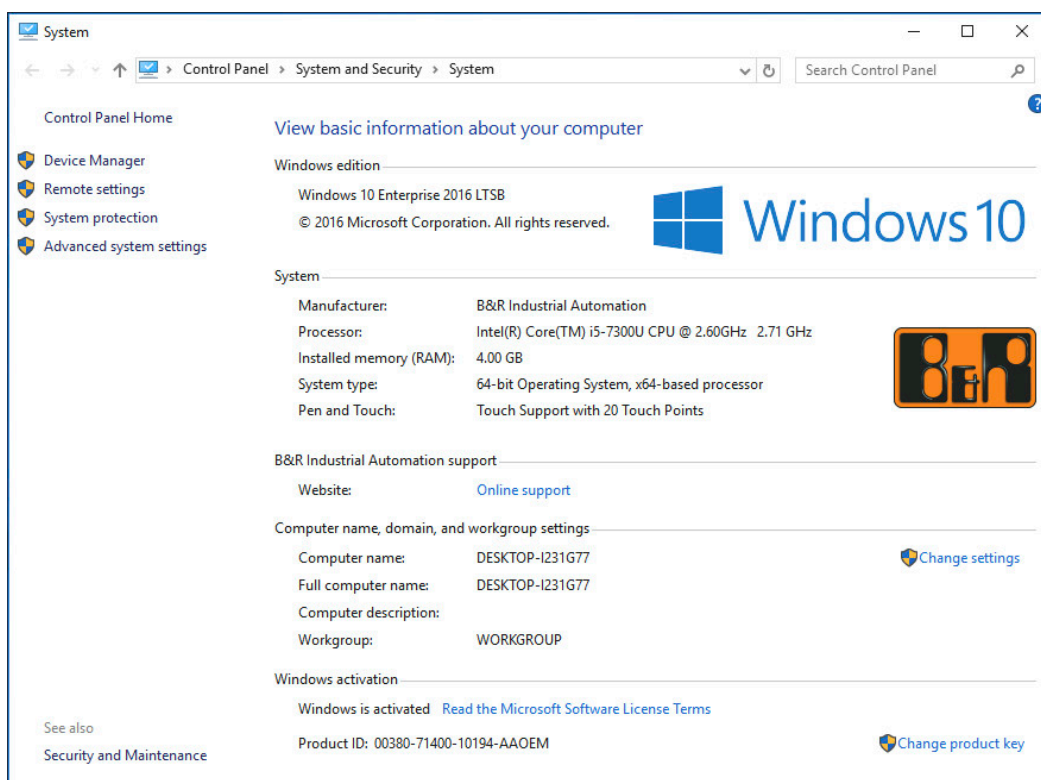 System
Control Panel > System and Security > System
Search Control Panel
?
Control Panel Home
Device Manager
Remote settings
System protection
Advanced system settings
See also
Security and Maintenance
View basic information about your computer
Windows edition
Windows 10 Enterprise 2016 LTSB
© 2016 Microsoft Corporation. All rights reserved.
Windows 10
System
Manufacturer: B&R Industrial Automation
Processor: Intel(R) Core(TM) i5-7300U CPU @ 2.60GHz 2.71 GHz
Installed memory (RAM): 4.00 GB
System type: 64-bit Operating System, x64-based processor
Pen and Touch: Touch Support with 20 Touch Points
B&R
B&R Industrial Automation support
Website: Online support
Computer name, domain, and workgroup settings
Computer name: DESKTOP-I231G77
Change settings
Full computer name: DESKTOP-I231G77
Computer description:
Workgroup: WORKGROUP
Windows activation
Windows is activated Read the Microsoft Software License Terms
Product ID: 00380-71400-10194-AAOEM
Change product key